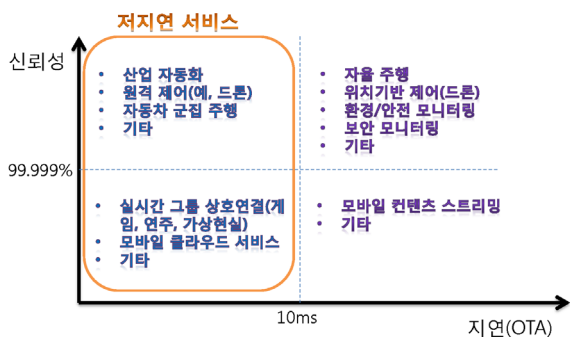 저지연 서비스
신뢰성
• 산업 자동화
• 원격 제어(예, 드론)
• 자동차 군집 주행
• 기타
• 자율 주행
• 위치기반 제어(드론)
• 환경/안전 모니터링
• 보안 모니터링
• 기타
99.999%
• 실시간 그룹 상호연결(게
임, 연주, 가상현실)
• 모바일 클라우드 서비스
• 기타
• 모바일 컨텐츠 스트리밍
• 기타
10ms
지연(OTA)